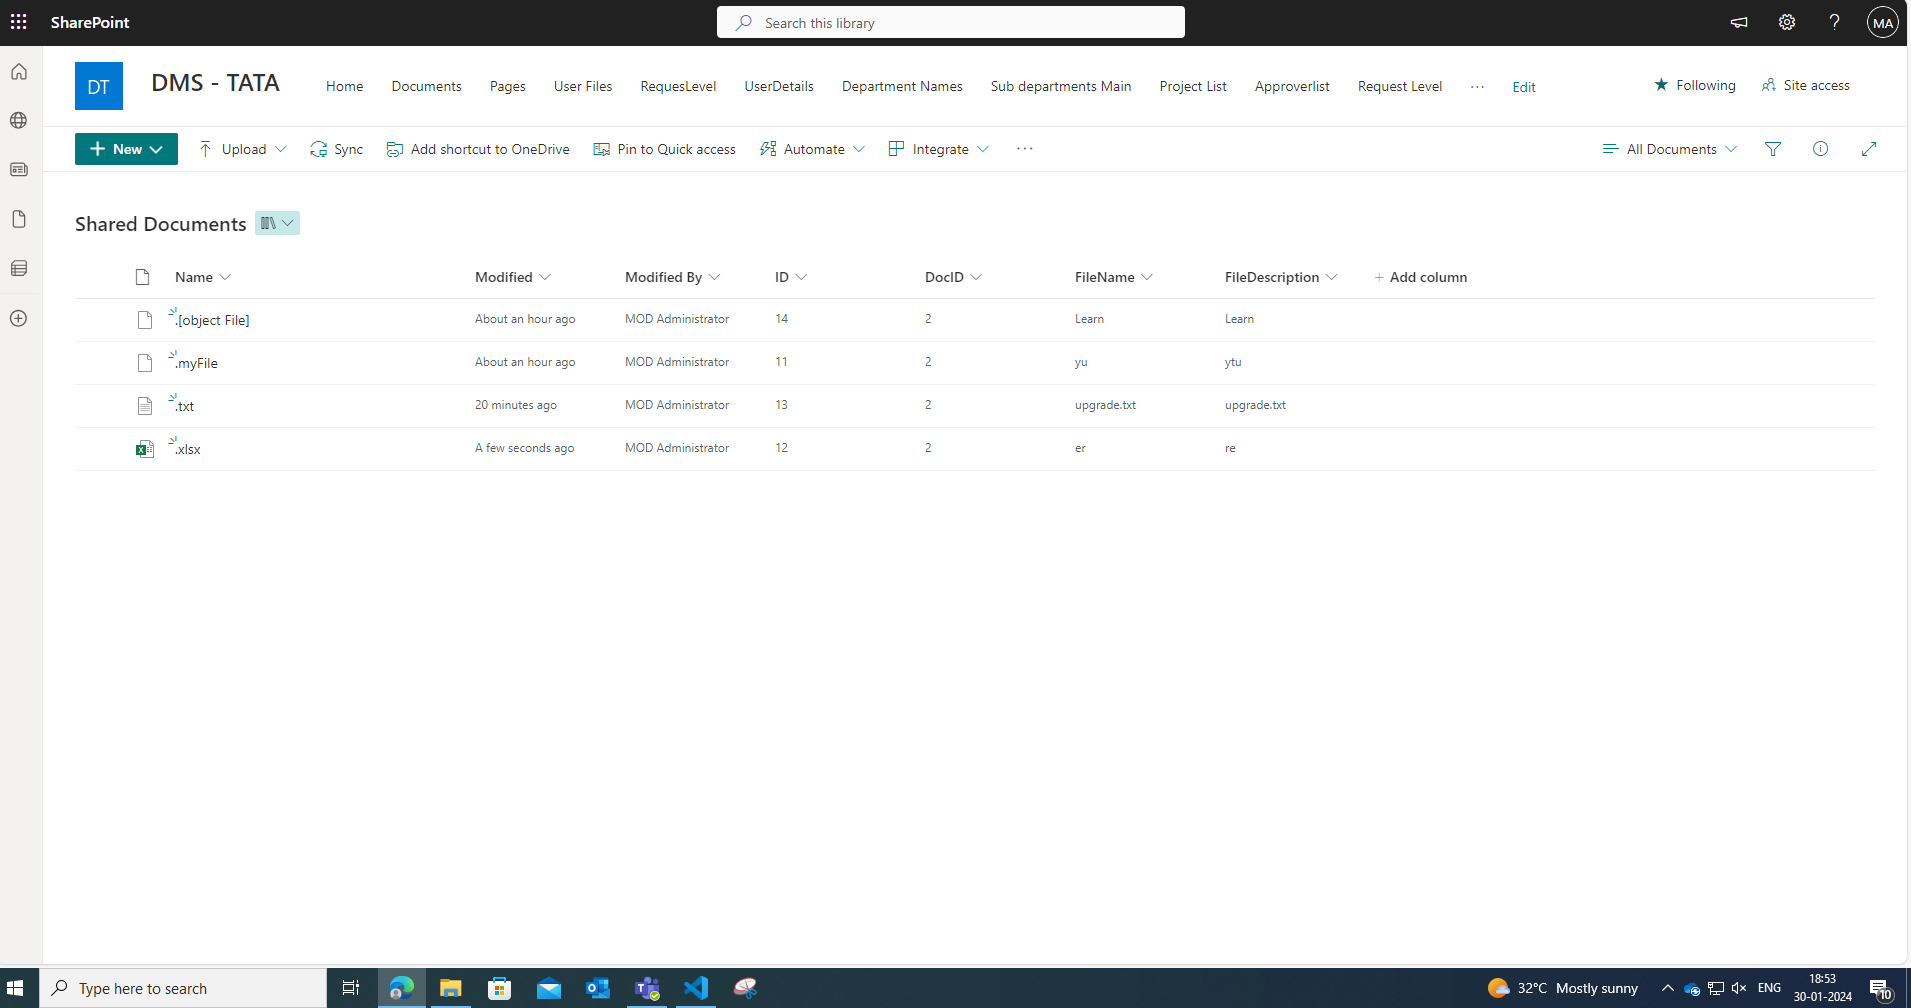 SharePoint
Search this library
MA
DT
DMS - TATA
Home Documents Pages User Files RequesLevel UserDetails Department Names Sub departments Main Project List Approverlist Request Level ··· Edit
Following Site access
New Upload Sync Add shortcut to OneDrive Pin to Quick access Automate Integrate ··· All Documents
Shared Documents
Name Modified Modified By ID DocID FileName FileDescription + Add column
.[object File] About an hour ago MOD Administrator 14 2 Learn Learn
.myFile About an hour ago MOD Administrator 11 2 yu ytu
.txt 20 minutes ago MOD Administrator 13 2 upgrade.txt upgrade.txt
.xlsx A few seconds ago MOD Administrator 12 2 er re
Type here to search
32°C Mostly sunny
ENG
18:53
30-01-2024
10